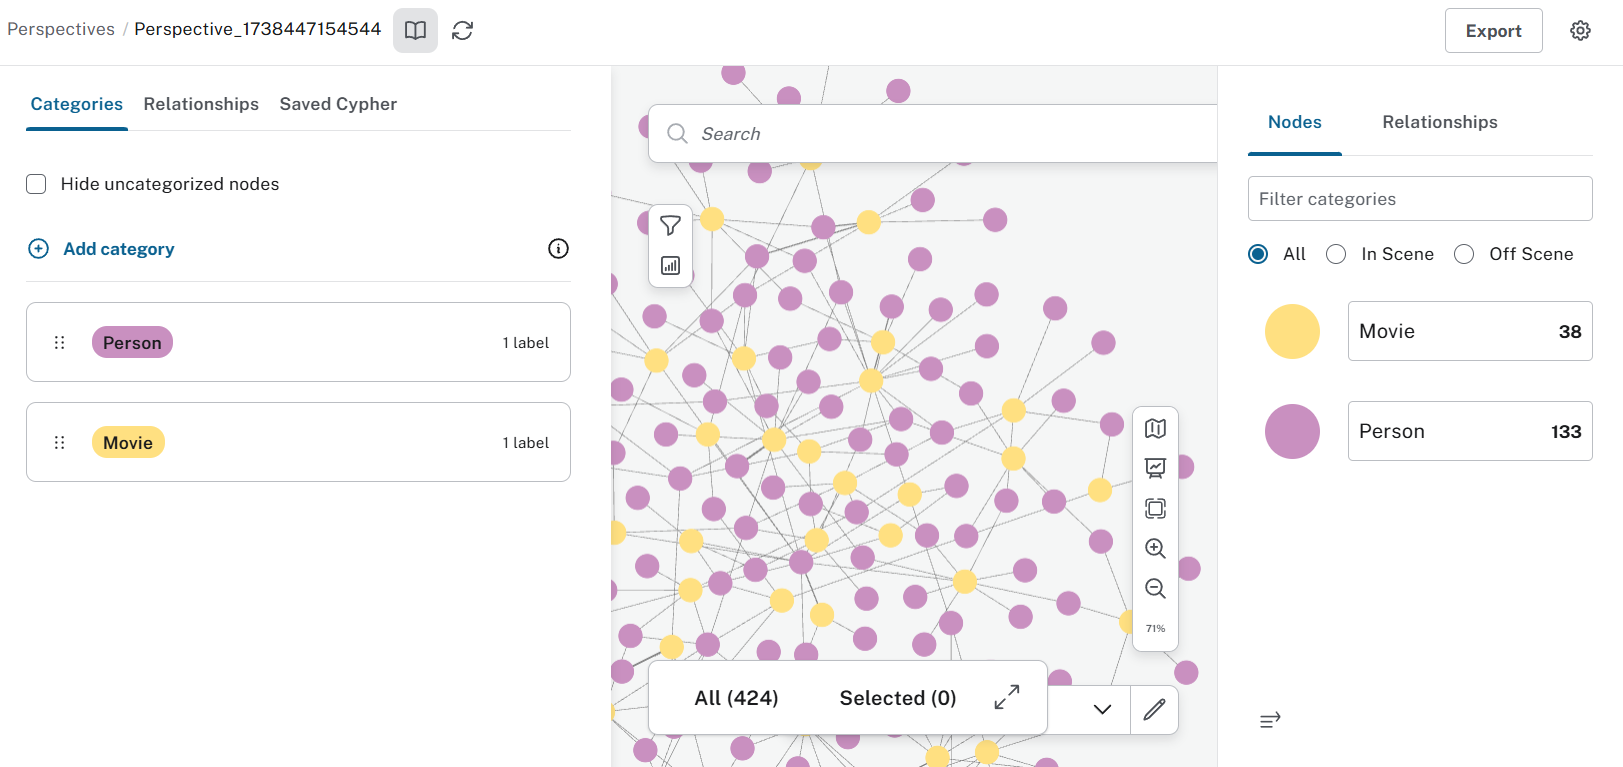 Perspectives / Perspective_1738447154544
Export
Categories Relationships Saved Cypher
Hide uncategorized nodes
Add category
Person 1 label
Movie 1 label
Search
71%
All (424) Selected (0)
Nodes Relationships
Filter categories
All In Scene Off Scene
Movie 38
Person 133